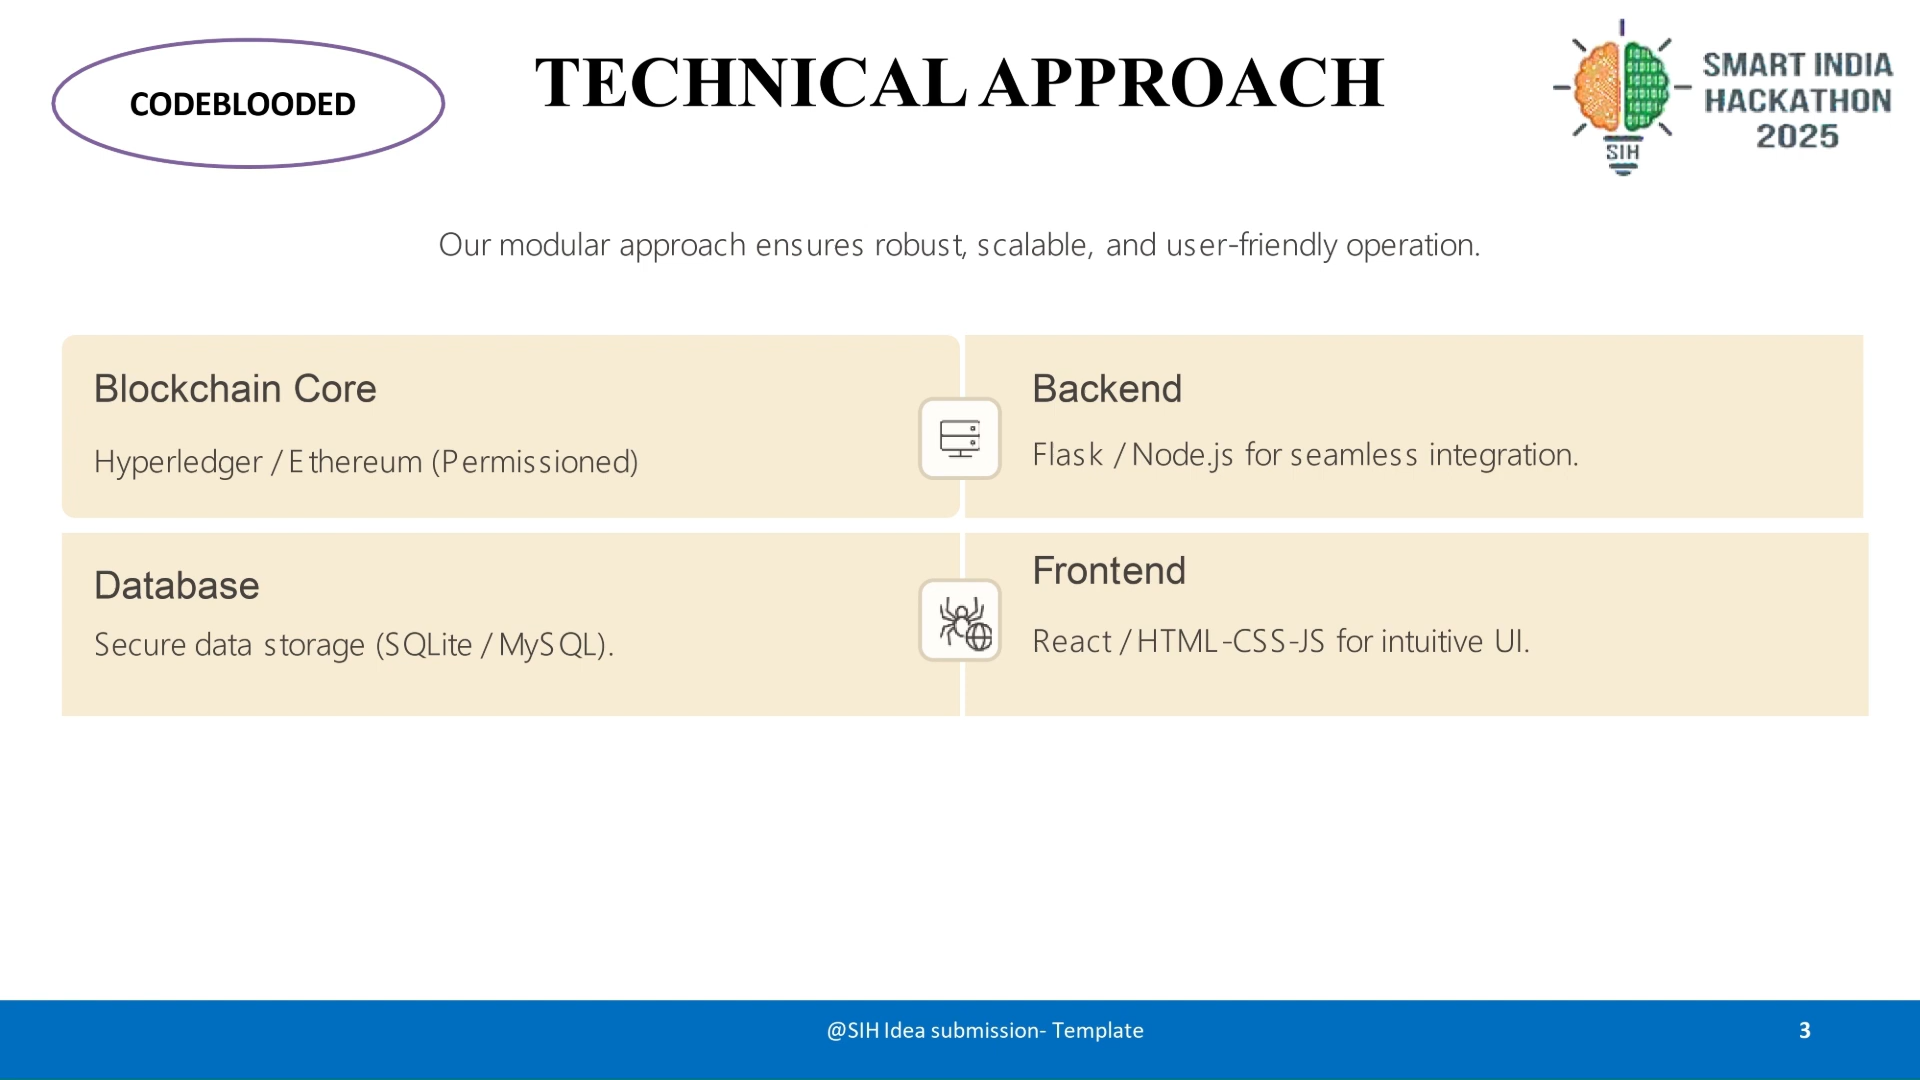 CODEBLOODED
TECHNICAL APPROACH
SMART INDIA
HACKATHON
2025
SIH
Our modular approach ensures robust, scalable, and user-friendly operation.
Blockchain Core
Hyperledger / Ethereum (Permissioned)
Backend
Flask / Node.js for seamless integration.
Database
Secure data storage (SQLite / MySQL).
Frontend
React / HTML-CSS-JS for intuitive UI.
@SIH Idea submission- Template
3